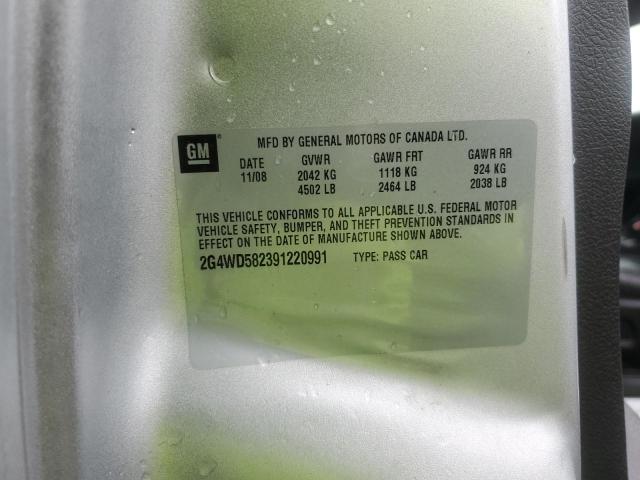 GM ®
MFD BY GENERAL MOTORS OF CANADA LTD.
DATE GVWR GAWR FRT GAWR RR
11/08 2042 KG 1118 KG 924 KG
4502 LB 2464 LB 2038 LB
THIS VEHICLE CONFORMS TO ALL APPLICABLE U.S. FEDERAL MOTOR
VEHICLE SAFETY, BUMPER, AND THEFT PREVENTION STANDARDS IN
EFFECT ON THE DATE OF MANUFACTURE SHOWN ABOVE.
2G4WD582391220991 TYPE: PASS CAR